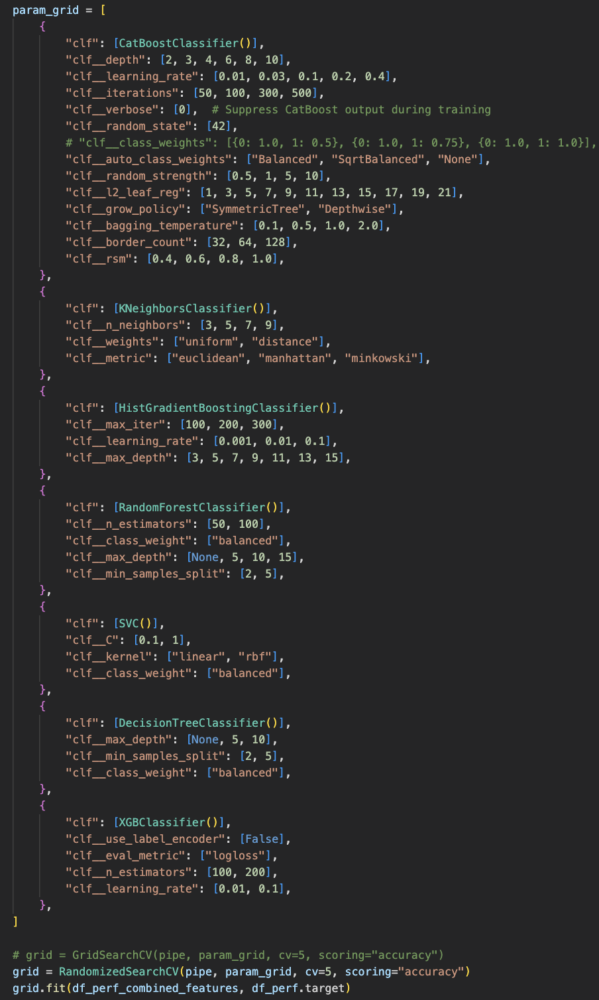 param_grid = [
    {
        "clf": [CatBoostClassifier()],
        "clf__depth": [2, 3, 4, 6, 8, 10],
        "clf__learning_rate": [0.01, 0.03, 0.1, 0.2, 0.4],
        "clf__iterations": [50, 100, 300, 500],
        "clf__verbose": [0],  # Suppress CatBoost output during training
        "clf__random_state": [42],
        # "clf__class_weights": [{0: 1.0, 1: 0.5}, {0: 1.0, 1: 0.75}, {0: 1.0, 1: 1.0}],
        "clf__auto_class_weights": ["Balanced", "SqrtBalanced", "None"],
        "clf__random_strength": [0.5, 1, 5, 10],
        "clf__l2_leaf_reg": [1, 3, 5, 7, 9, 11, 13, 15, 17, 19, 21],
        "clf__grow_policy": ["SymmetricTree", "Depthwise"],
        "clf__bagging_temperature": [0.1, 0.5, 1.0, 2.0],
        "clf__border_count": [32, 64, 128],
        "clf__rsm": [0.4, 0.6, 0.8, 1.0],
    },
    {
        "clf": [KNeighborsClassifier()],
        "clf__n_neighbors": [3, 5, 7, 9],
        "clf__weights": ["uniform", "distance"],
        "clf__metric": ["euclidean", "manhattan", "minkowski"],
    },
    {
        "clf": [HistGradientBoostingClassifier()],
        "clf__max_iter": [100, 200, 300],
        "clf__learning_rate": [0.001, 0.01, 0.1],
        "clf__max_depth": [3, 5, 7, 9, 11, 13, 15],
    },
    {
        "clf": [RandomForestClassifier()],
        "clf__n_estimators": [50, 100],
        "clf__class_weight": ["balanced"],
        "clf__max_depth": [None, 5, 10, 15],
        "clf__min_samples_split": [2, 5],
    },
    {
        "clf": [SVC()],
        "clf__C": [0.1, 1],
        "clf__kernel": ["linear", "rbf"],
        "clf__class_weight": ["balanced"],
    },
    {
        "clf": [DecisionTreeClassifier()],
        "clf__max_depth": [None, 5, 10],
        "clf__min_samples_split": [2, 5],
        "clf__class_weight": ["balanced"],
    },
    {
        "clf": [XGBClassifier()],
        "clf__use_label_encoder": [False],
        "clf__eval_metric": ["logloss"],
        "clf__n_estimators": [100, 200],
        "clf__learning_rate": [0.01, 0.1],
    },
]

# grid = GridSearchCV(pipe, param_grid, cv=5, scoring="accuracy")
grid = RandomizedSearchCV(pipe, param_grid, cv=5, scoring="accuracy")
grid.fit(df_perf_combined_features, df_perf.target)